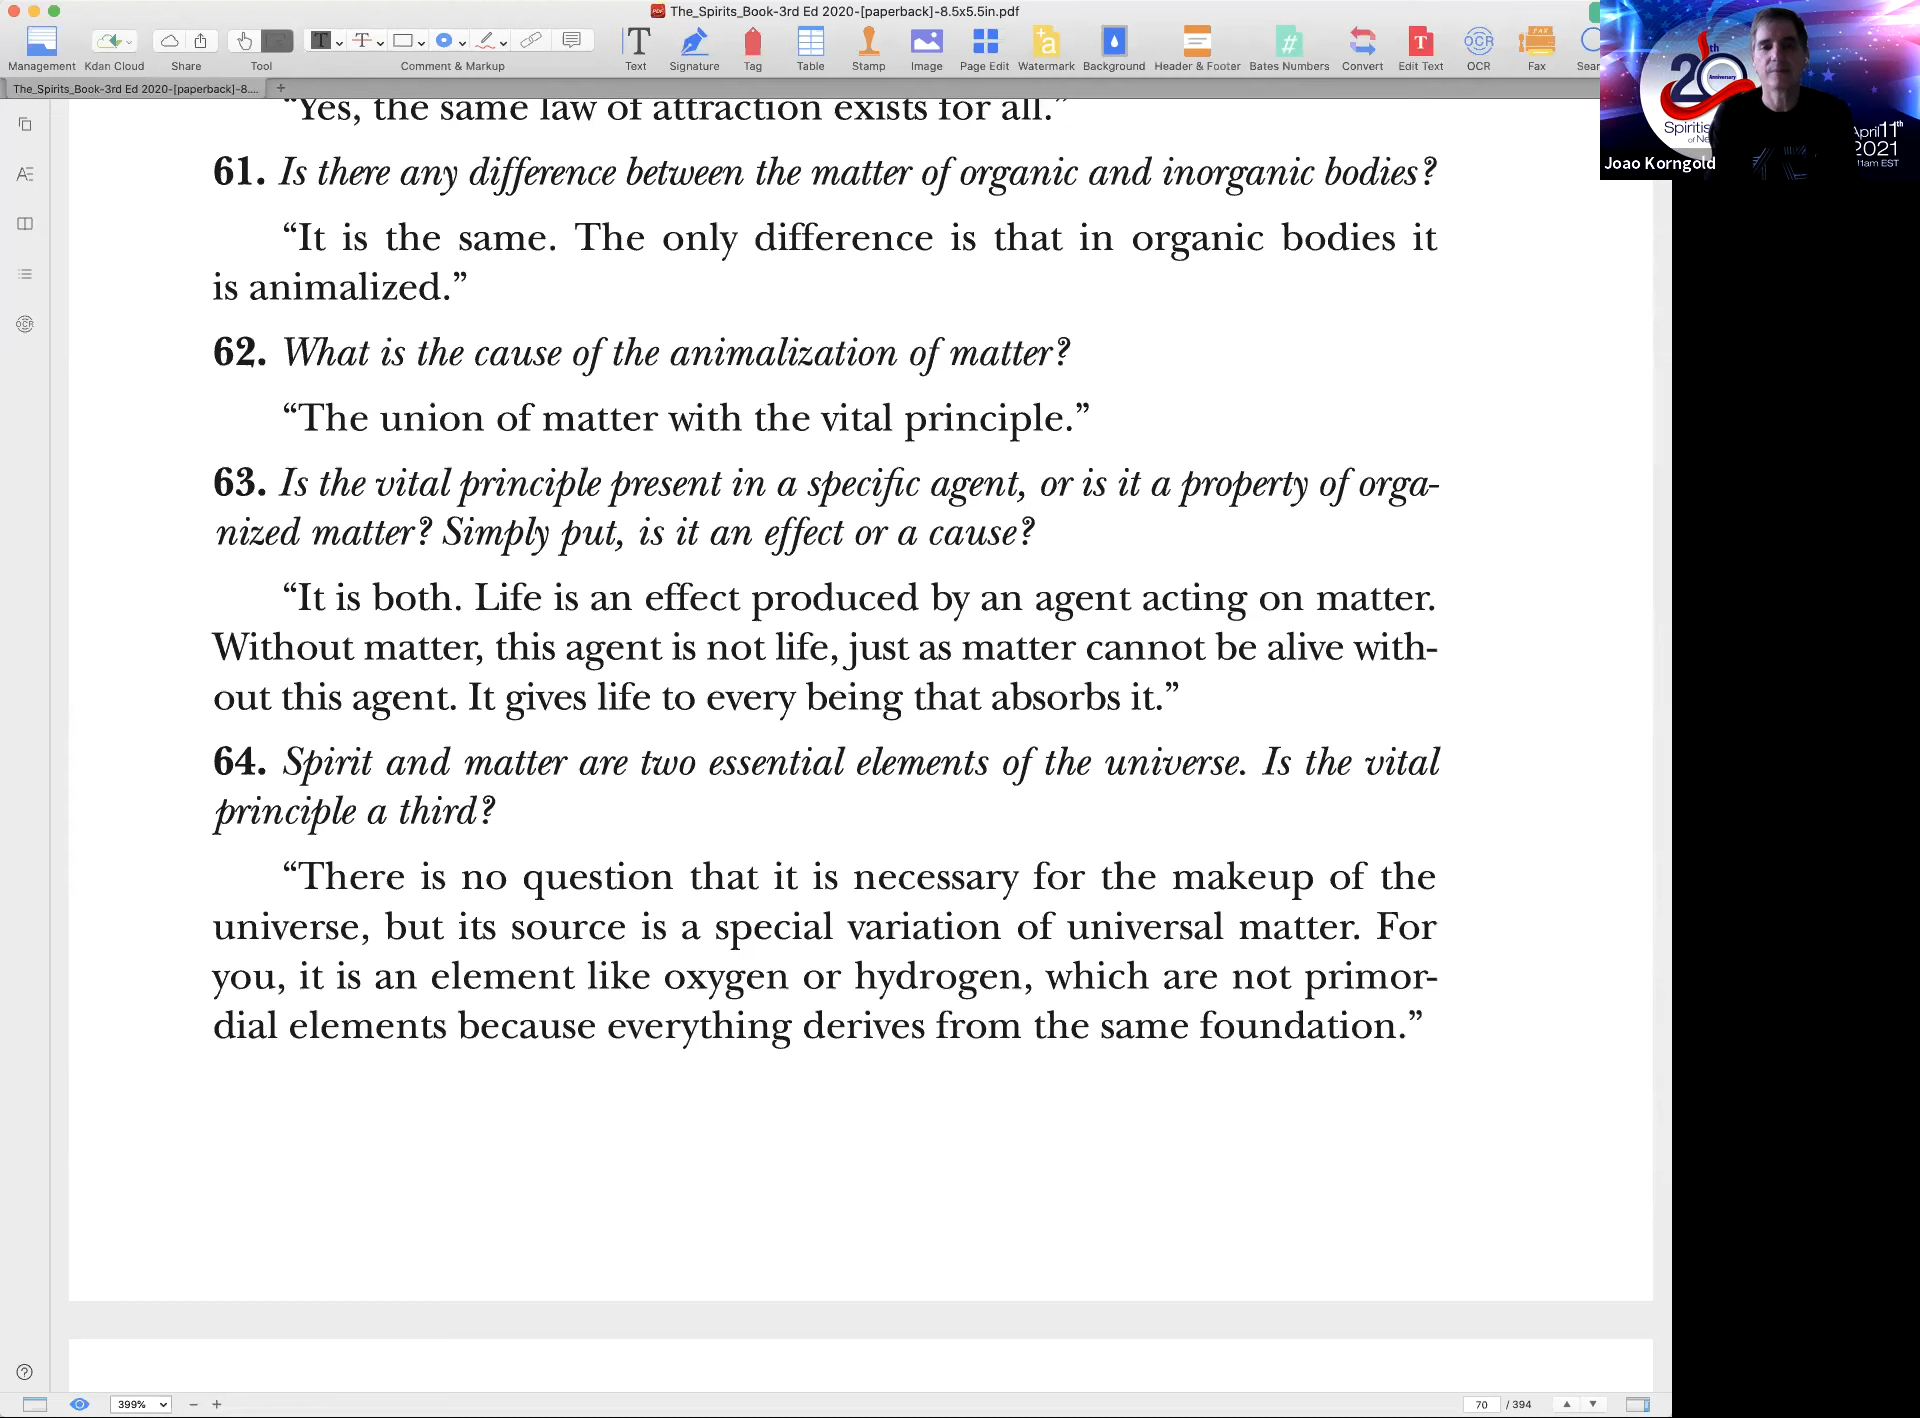 The_Spirits_Book-3rd Ed 2020-[paperback]-8.5x5.5in.pdf
Management Kdan Cloud Share Tool Comment & Markup Text Signature Tag Table Stamp Image Page Edit Watermark Background Header & Footer Bates Numbers Convert Edit Text OCR Fax
The_Spirits_Book-3rd Ed 2020-[paperback]-8....
“Yes, the same law of attraction exists for all.”
61. Is there any difference between the matter of organic and inorganic bodies?
“It is the same. The only difference is that in organic bodies it
is animalized.”
62. What is the cause of the animalization of matter?
“The union of matter with the vital principle.”
63. Is the vital principle present in a specific agent, or is it a property of orga-
nized matter? Simply put, is it an effect or a cause?
“It is both. Life is an effect produced by an agent acting on matter.
Without matter, this agent is not life, just as matter cannot be alive with-
out this agent. It gives life to every being that absorbs it.”
64. Spirit and matter are two essential elements of the universe. Is the vital
principle a third?
“There is no question that it is necessary for the makeup of the
universe, but its source is a special variation of universal matter. For
you, it is an element like oxygen or hydrogen, which are not primor-
dial elements because everything derives from the same foundation.”
399%
70 / 394
20th
Anniversary
April 11th
2021
11am EST
Joao Korngold